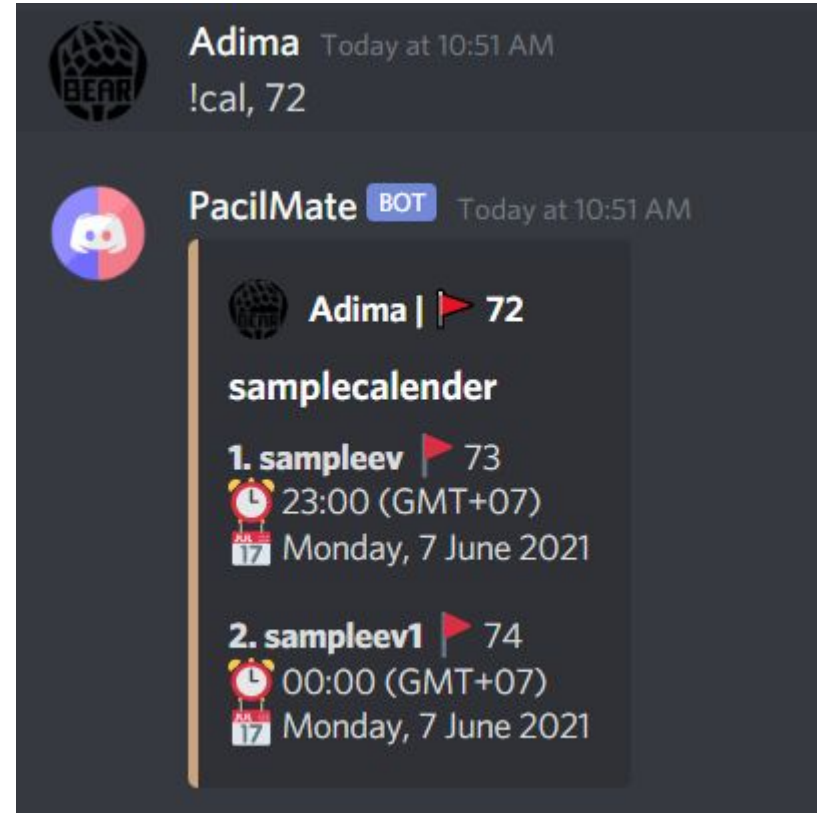 Adima Today at 10:51 AM
BEAR
!cal, 72
PacilMate BOT Today at 10:51 AM
Adima | 🚩 72
samplecalender
1. sampleev 🚩 73
⏰ 23:00 (GMT+07)
📅 Monday, 7 June 2021
2. sampleev1 🚩 74
⏰ 00:00 (GMT+07)
📅 Monday, 7 June 2021